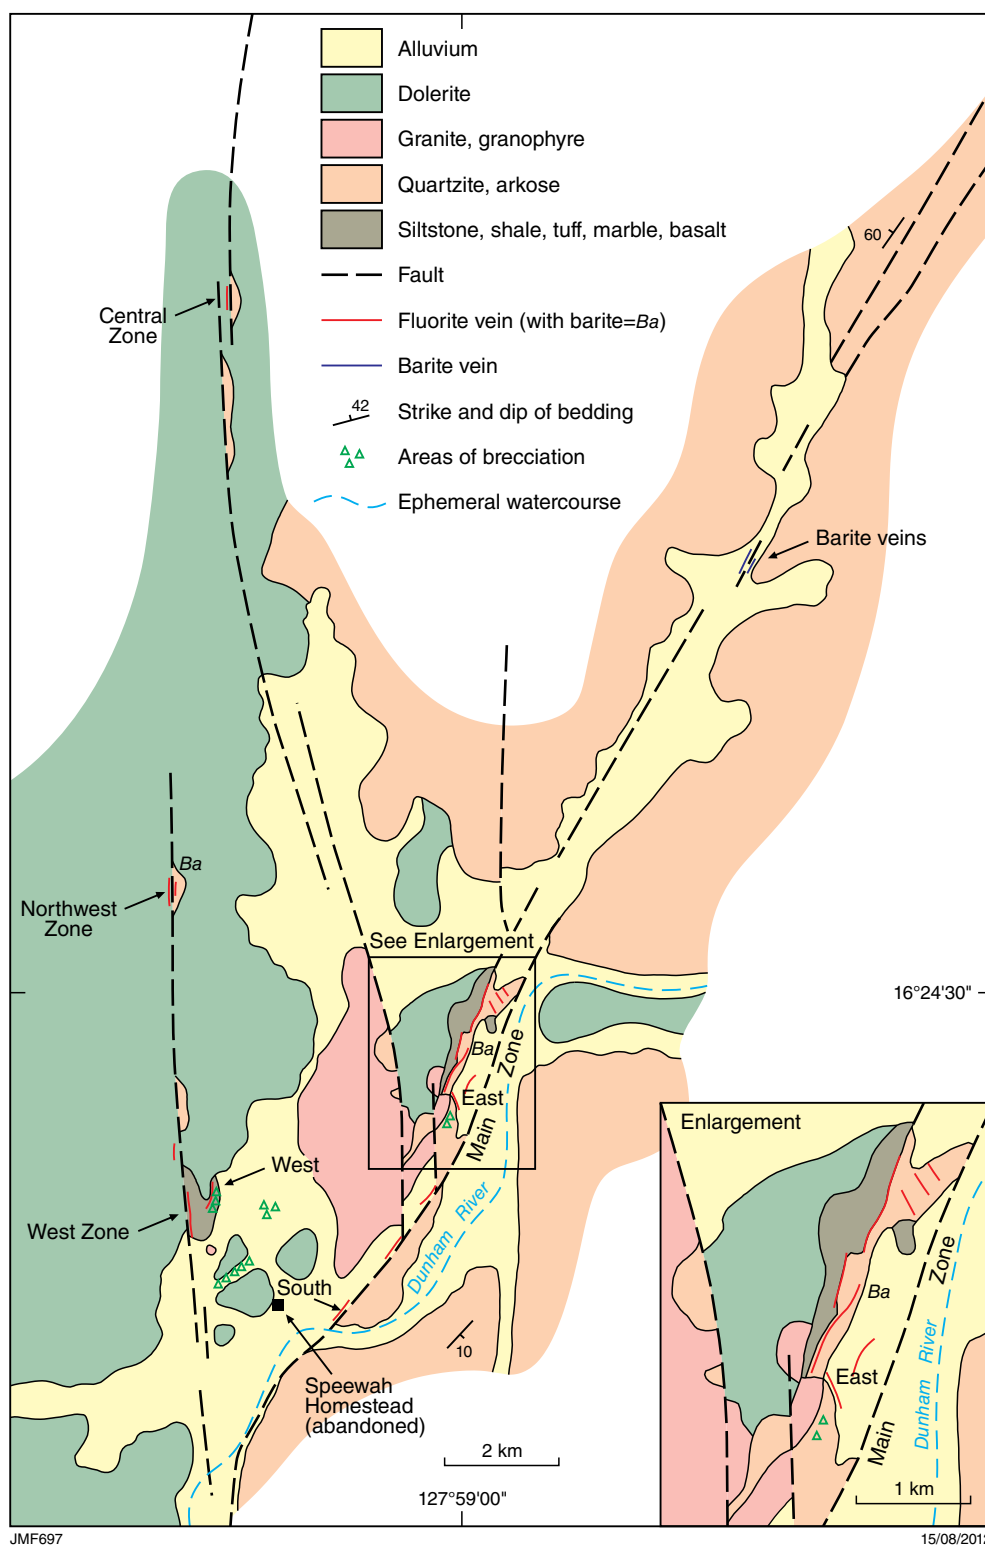 Alluvium
Dolerite
Granite, granophyre
Quartzite, arkose
Siltstone, shale, tuff, marble, basalt
Fault
Fluorite vein (with barite=Ba)
Barite vein
42
Strike and dip of bedding
Areas of brecciation
Ephemeral watercourse
60
Central
Zone
Barite veins
Ba
Northwest
Zone
See Enlargement
16°24'30"
Ba
Zone
East
Main
West
West Zone
Dunham River
South
10
Speewah
Homestead
(abandoned)
2 km
127°59'00"
Enlargement
Ba
Zone
East
Main
Dunham River
1 km
JMF697
15/08/2012